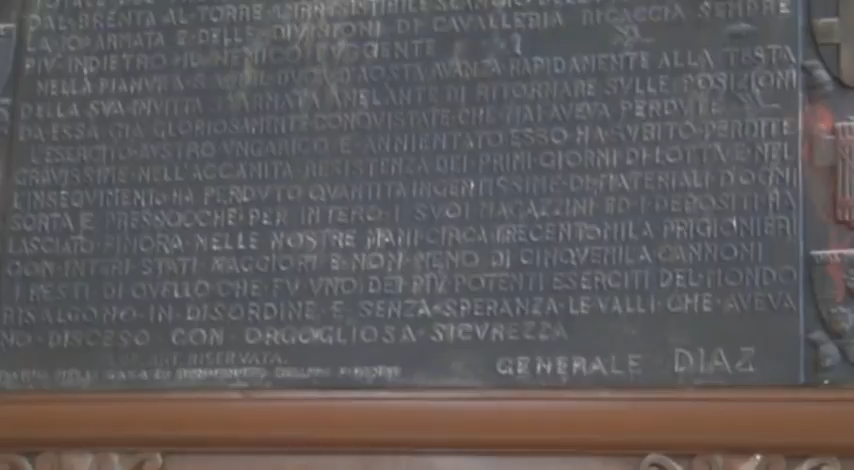 DAL BRENTA AL TORRE L'IRRESISTIBILE SLANCIO DELLA
LA 10ª ARMATA E DELLE DIVISIONI DI CAVALLERIA RICACCIA SEMPRE
PIV INDIETRO IL NEMICO FVGGENTE
NELLA PIANVRA S.A.R. IL DVCA D'AOSTA AVANZA RAPIDAMENTE ALLA TESTA
DELLA SVA INVITTA ARMATA ANELANTE DI RITORNARE SVLLE POSIZIONI
DA ESSA GIA GLORIOSAMENTE CONQVISTATE CHE MAI AVEVA PERDVTE
L'ESERCITO AVSTRO VNGARICO E ANNIENTATO ESSO HA SVBITO PERDITE
GRAVISSIME NELL'ACCANITA RESISTENZA DEI PRIMI GIORNI DI LOTTA E NEL
L'INSEGVIMENTO HA PERDVTO QVANTITA INGENTISSIME DI MATERIALI D'OGNI
SORTA E PRESSOCCHE PER INTERO I SVOI MAGAZZINI ED I DEPOSITI HA
LASCIATO FINORA NELLE NOSTRE MANI CIRCA TRECENTOMILA PRIGIONIERI
CON INTERI STATI MAGGIORI E NON MENO DI CINQVEMILA CANNONI
I RESTI DI QVELLO CHE FV VNO DEI PIV POTENTI ESERCITI DEL MONDO
RISALGONO IN DISORDINE E SENZA SPERANZA LE VALLI CHE AVEVA
NO DISCESO CON ORGOGLIOSA SICVREZZA
RISERVATA.
GENERALE DIAZ